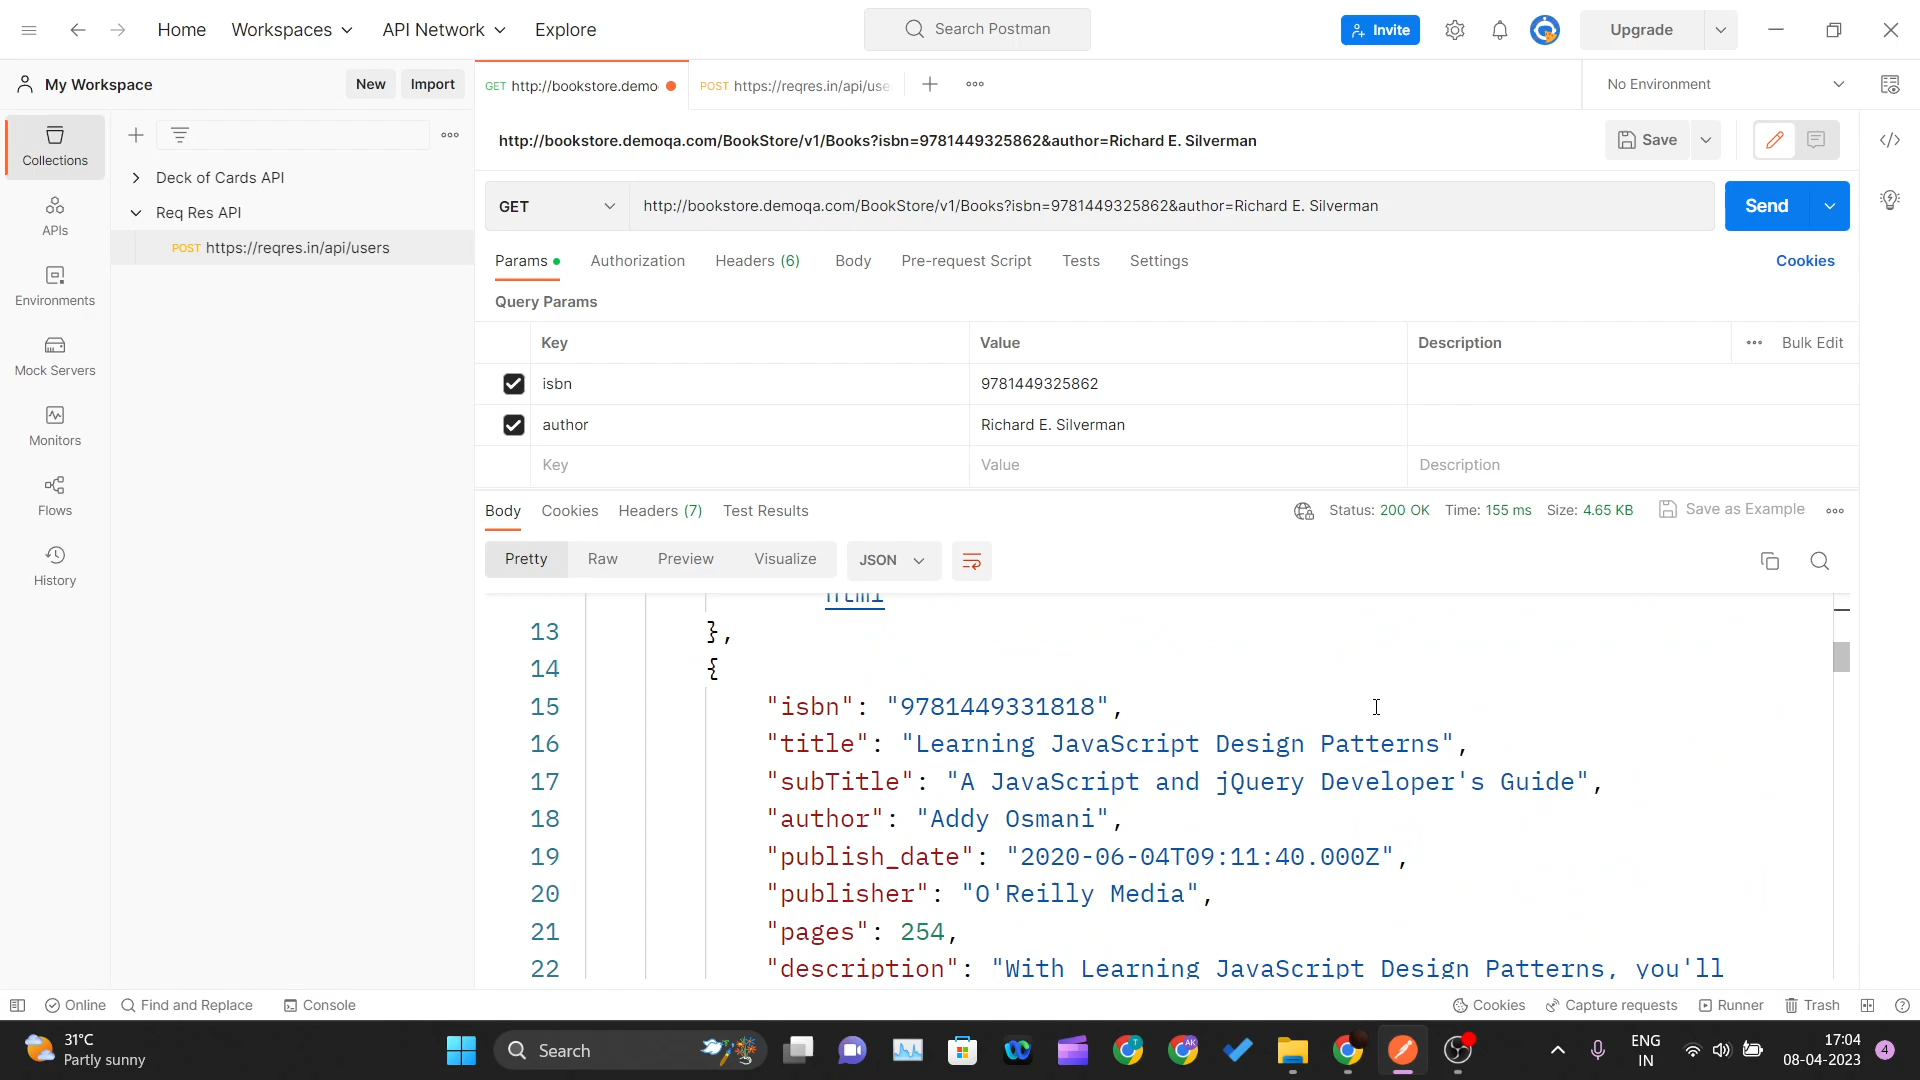 Home Workspaces API Network Explore Search Postman Invite Upgrade
My Workspace New Import GET http://bookstore.demo POST https://reqres.in/api/use No Environment
http://bookstore.demoqa.com/BookStore/v1/Books?isbn=9781449325862&author=Richard E. Silverman Save
Collections
Deck of Cards API
Req Res API
POST https://reqres.in/api/users
APIs
Environments
Mock Servers
Monitors
Flows
History
GET http://bookstore.demoqa.com/BookStore/v1/Books?isbn=9781449325862&author=Richard E. Silverman Send
Params Authorization Headers (6) Body Pre-request Script Tests Settings Cookies
Query Params
Key Value Description Bulk Edit
isbn 9781449325862
author Richard E. Silverman
Key Value Description
Body Cookies Headers (7) Test Results Status: 200 OK Time: 155 ms Size: 4.65 KB Save as Example
Pretty Raw Preview Visualize JSON
html
13 },
14 {
15 "isbn": "9781449331818",
16 "title": "Learning JavaScript Design Patterns",
17 "subTitle": "A JavaScript and jQuery Developer's Guide",
18 "author": "Addy Osmani",
19 "publish_date": "2020-06-04T09:11:40.000Z",
20 "publisher": "O'Reilly Media",
21 "pages": 254,
22 "description": "With Learning JavaScript Design Patterns, you'll
Online Find and Replace Console Cookies Capture requests Runner Trash
31°C
Partly sunny
Search
ENG
IN
17:04
08-04-2023
4